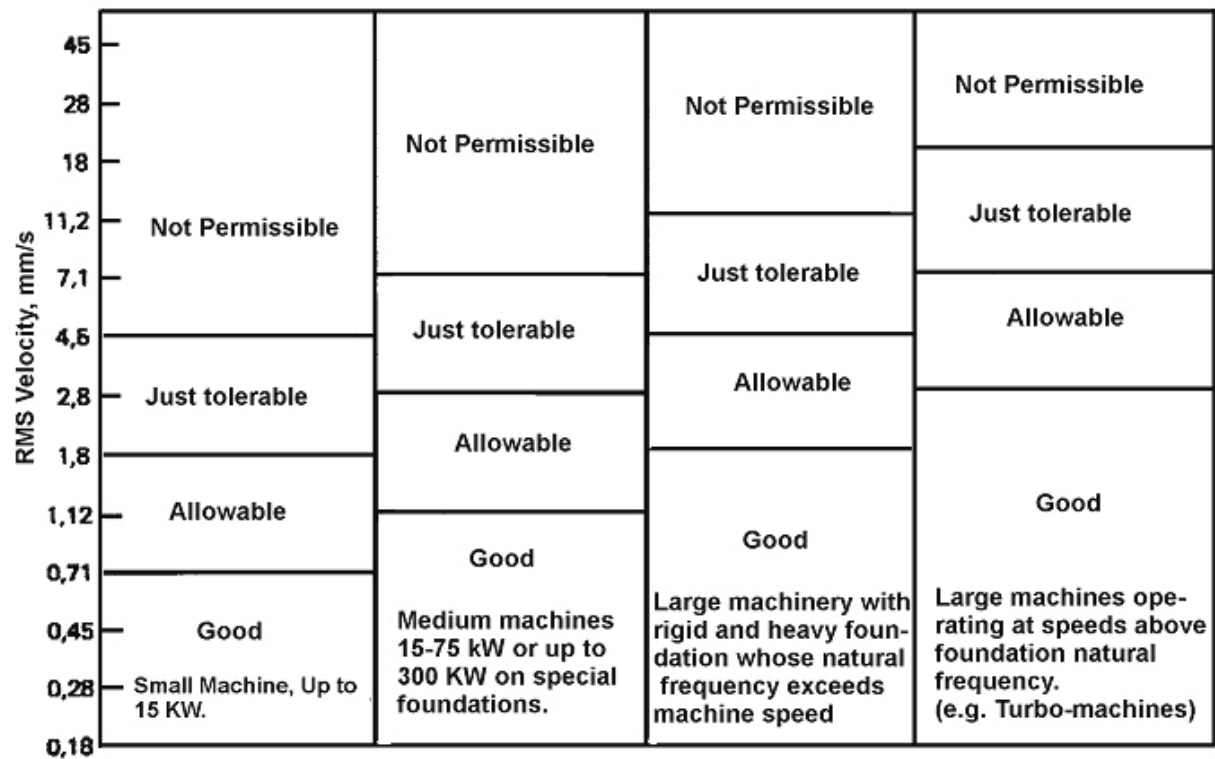 RMS Velocity, mm/s
45
28
18
11,2
7,1
4,5
2,8
1,8
1,12
0,71
0,45
0,28
0,18
Not Permissible
Just tolerable
Allowable
Good
Small Machine, Up to
15 KW.
Not Permissible
Just tolerable
Allowable
Good
Medium machines
15-75 kW or up to
300 KW on special
foundations.
Not Permissible
Just tolerable
Allowable
Good
Large machinery with
rigid and heavy foun-
dation whose natural
frequency exceeds
machine speed
Not Permissible
Just tolerable
Allowable
Good
Large machines ope-
rating at speeds above
foundation natural
frequency.
(e.g. Turbo-machines)